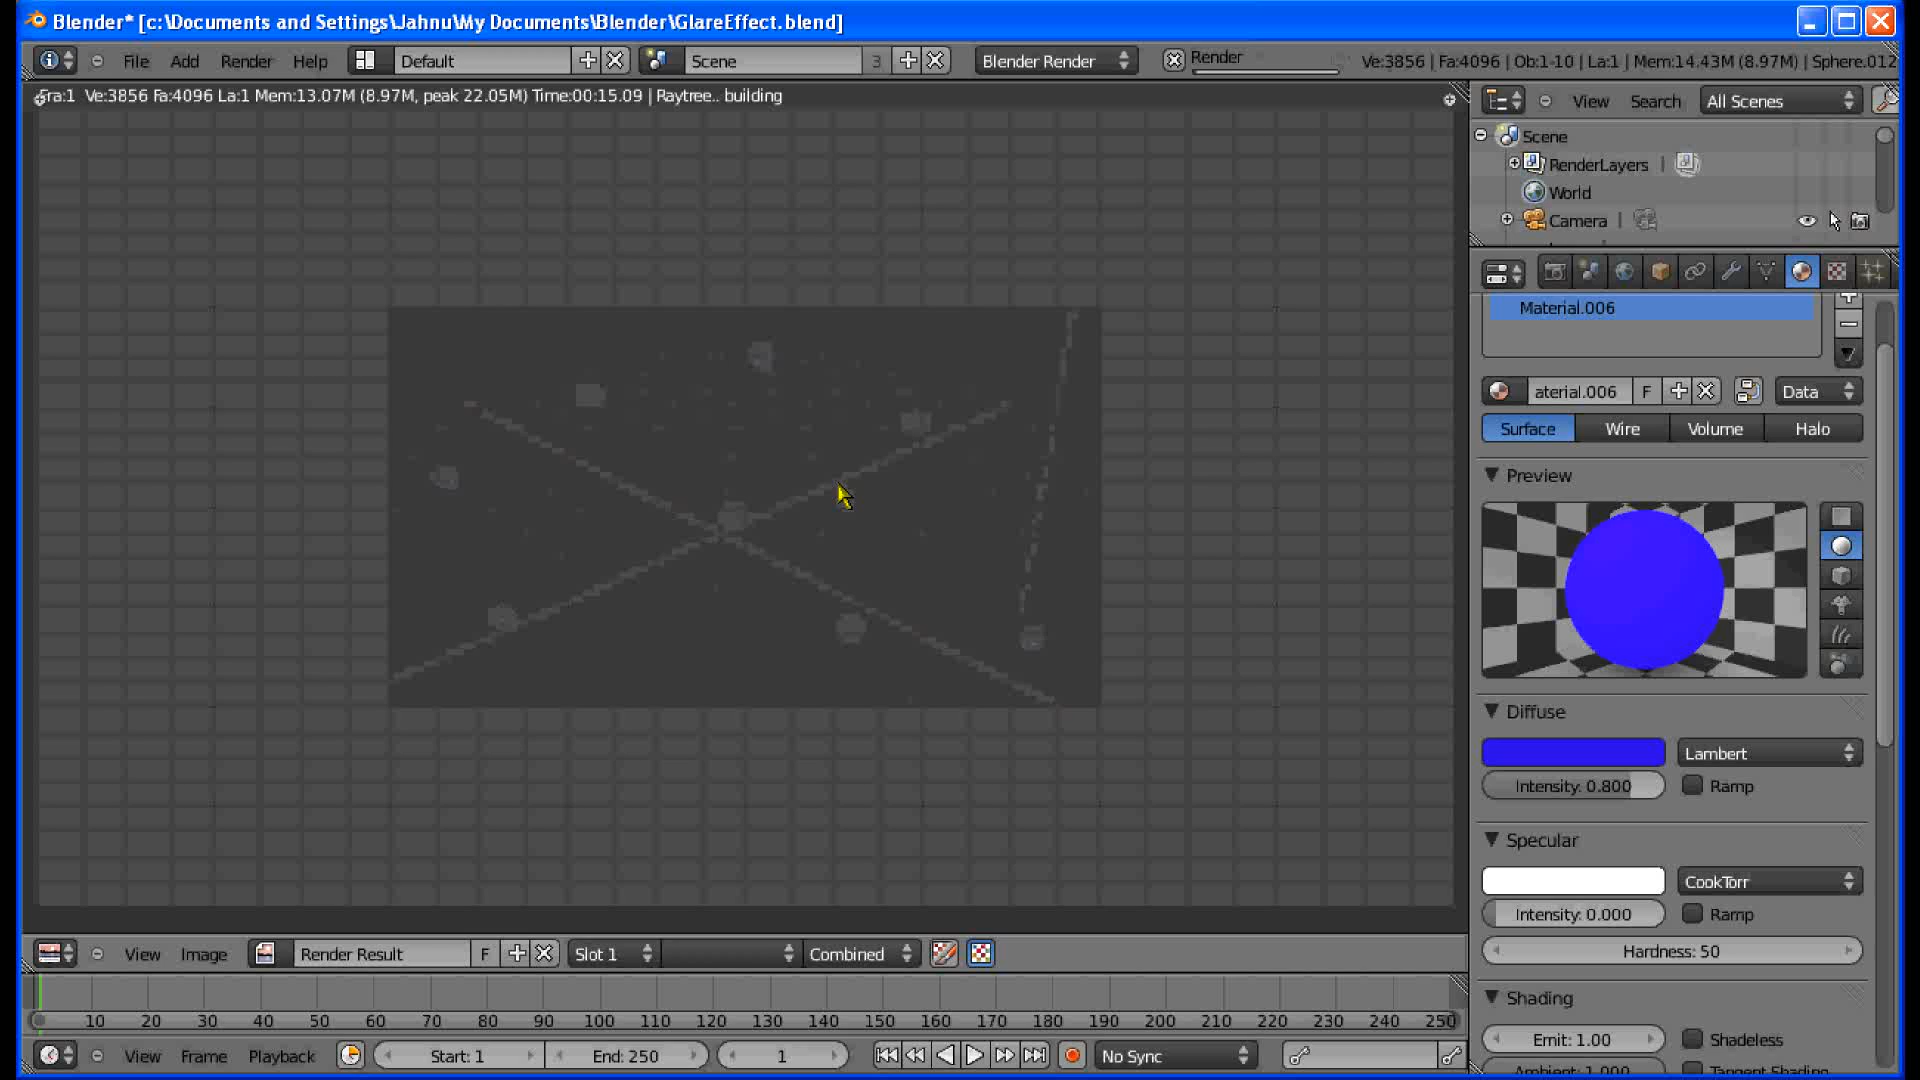 Blender* [c:\Documents and Settings\Jahnu\My Documents\Blender\GlareEffect.blend]
File Add Render Help Default Scene 3 Blender Render Render Ve:3856 | Fa:4096 | Ob:1-10 | La:1 | Mem:14.43M (8.97M) | Sphere.012
Fra:1 Ve:3856 Fa:4096 La:1 Mem:13.07M (8.97M, peak 22.05M) Time:00:15.09 | Raytree.. building
View Search All Scenes
Scene
RenderLayers
World
Camera
Material.006
aterial.006 F Data
Surface Wire Volume Halo
Preview
Diffuse
Lambert
Intensity: 0.800 Ramp
Specular
CookTorr
Intensity: 0.000 Ramp
Hardness: 50
Shading
Emit: 1.00 Shadeless
Ambient: 1.000 Tangent Shading
View Image Render Result F Slot 1 Combined
10 20 30 40 50 60 70 80 90 100 110 120 130 140 150 160 170 180 190 200 210 220 230 240 250
View Frame Playback Start: 1 End: 250 1 No Sync